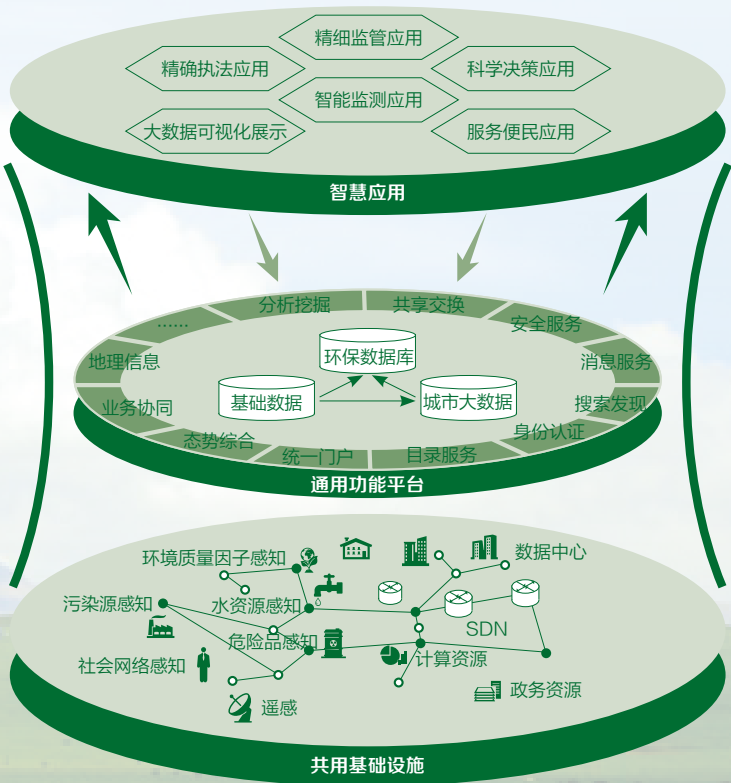 精细监管应用
精确执法应用
科学决策应用
智能监测应用
大数据可视化展示
服务便民应用
智慧应用
分析挖掘
共享交换
……
安全服务
地理信息
环保数据库
消息服务
业务协同
基础数据
城市大数据
搜索发现
态势综合
身份认证
统一门户
目录服务
通用功能平台
环境质量因子感知
数据中心
污染源感知
水资源感知
危险品感知
SDN
社会网络感知
计算资源
遥感
政务资源
共用基础设施